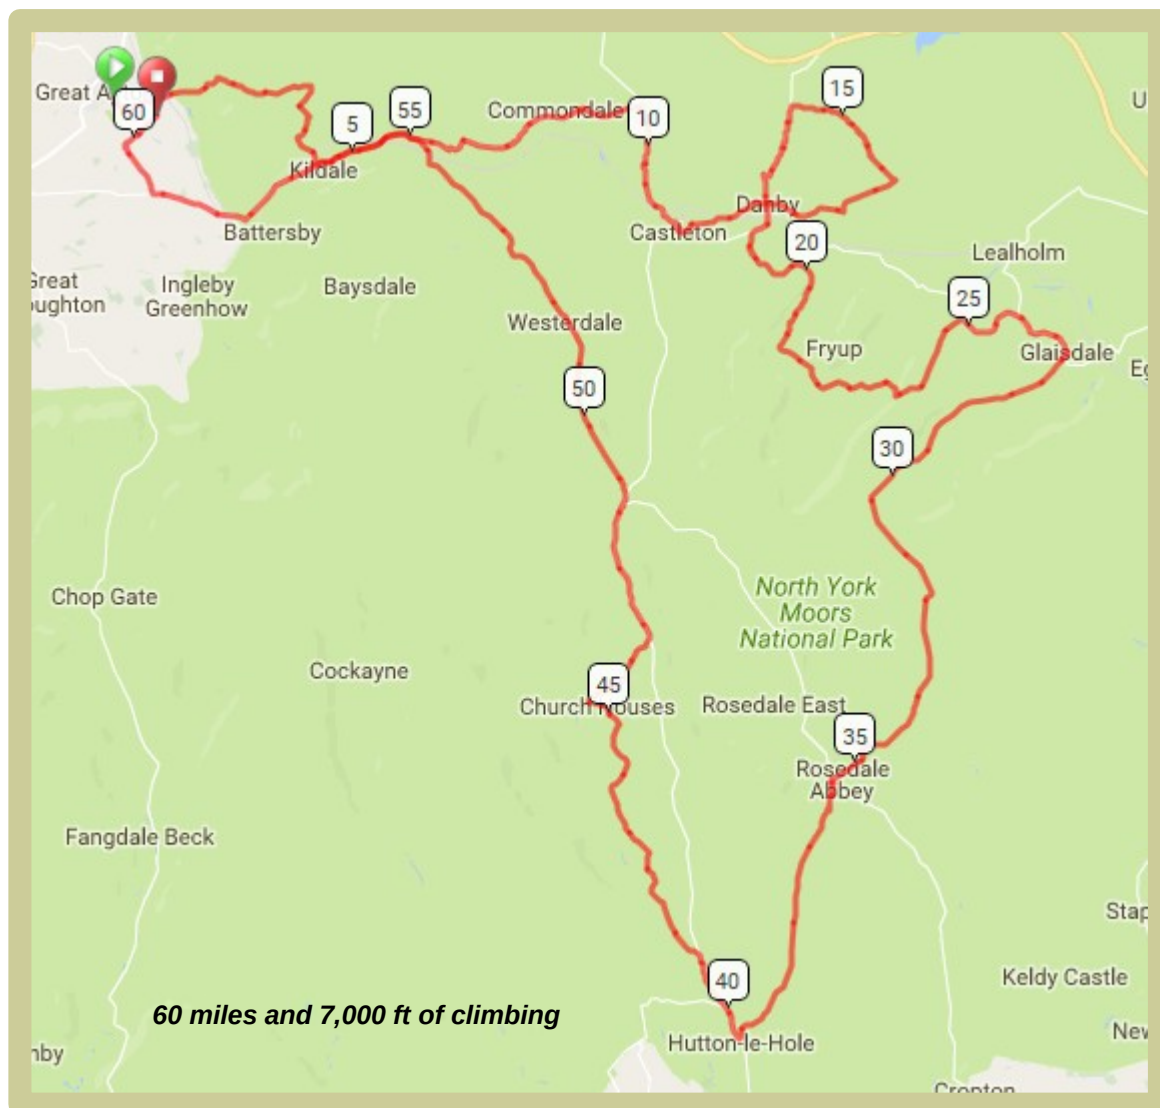 15
55
Great A
U
60
Commondale
10
5
Kildale
Danby
Battersby
Castleton
20
Lealholm
Great
oughton
Ingleby
Greenhow
Baysdale
25
Westerdale
Fryup
Glaisdale
50
30
North York
Moors
National Park
Chop Gate
Cockayne
45
Church Houses
Rosedale East
35
Rosedale
Abbey
Fangdale Beck
Stap
40
Keldy Castle
60 miles and 7,000 ft of climbing
Hutton-le-Hole
nby
Cropton